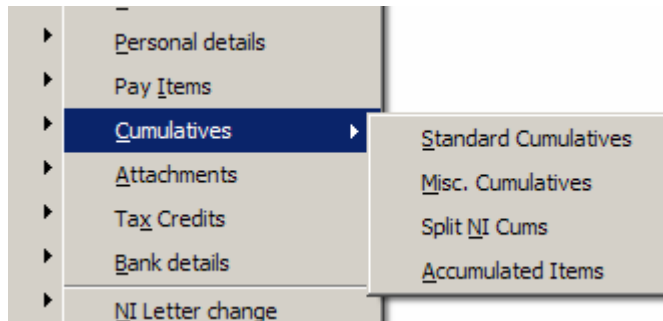 Personal details
Pay Items
Cumulatives
Attachments
Tax Credits
Bank details
NI Letter change
Standard Cumulatives
Misc. Cumulatives
Split NI Cums
Accumulated Items